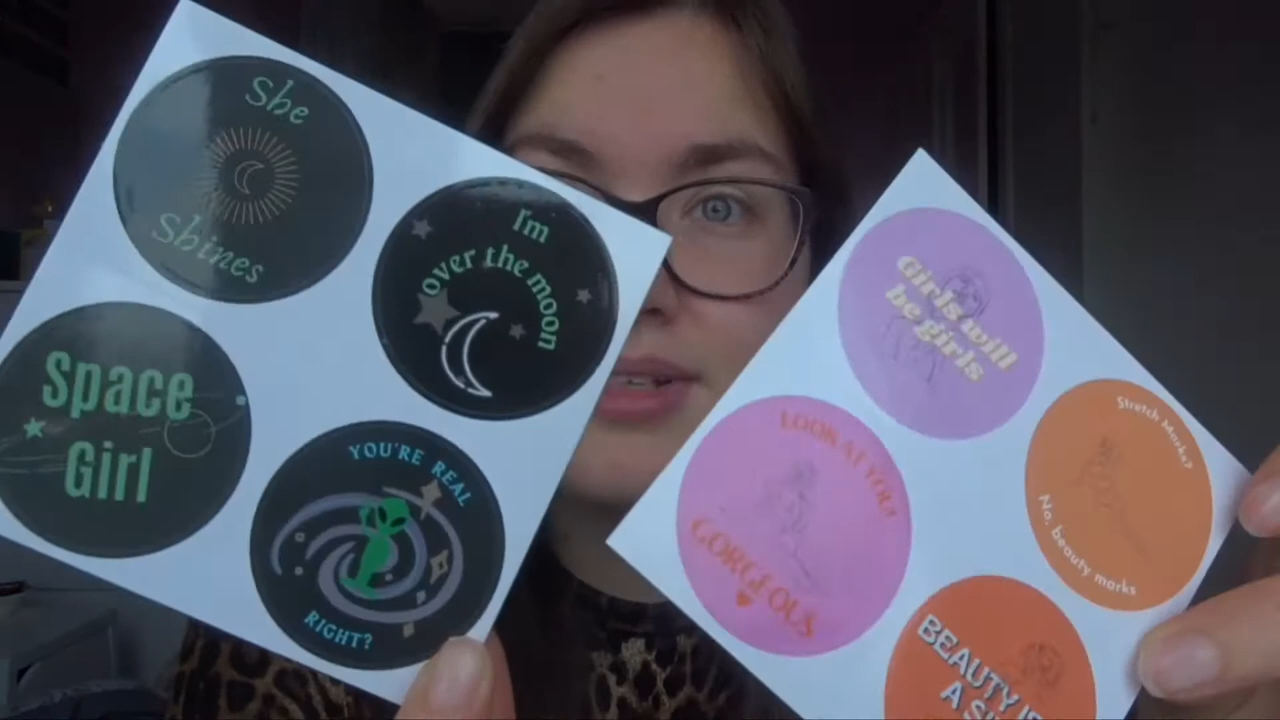 She
Shines
I'm
over the moon
Space
Girl
YOU'RE REAL
RIGHT?
Girls will
be girls
LOOK AT YOU
GORGEOUS
Stretch Marks?
No, beauty marks
BEAUTY
A